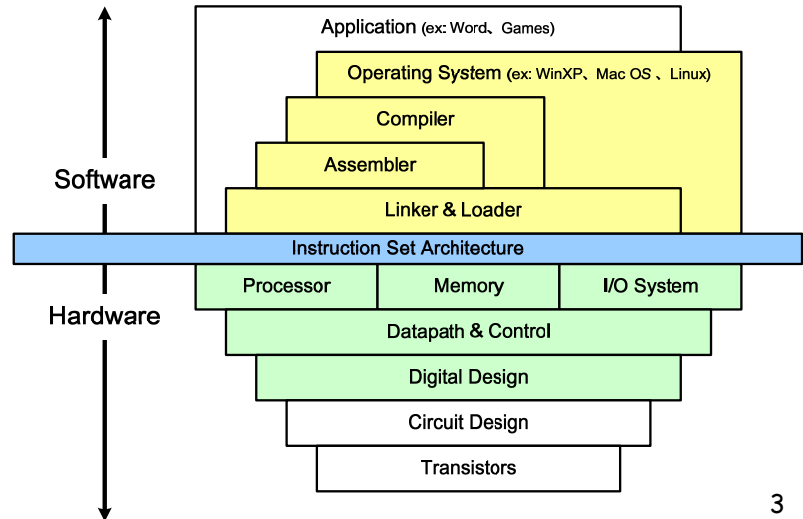 Application (ex: Word、Games)
Operating System (ex: WinXP、Mac OS 、Linux)
Compiler
Assembler
Software
Linker & Loader
Instruction Set Architecture
Processor Memory I/O System
Hardware
Datapath & Control
Digital Design
Circuit Design
Transistors
3